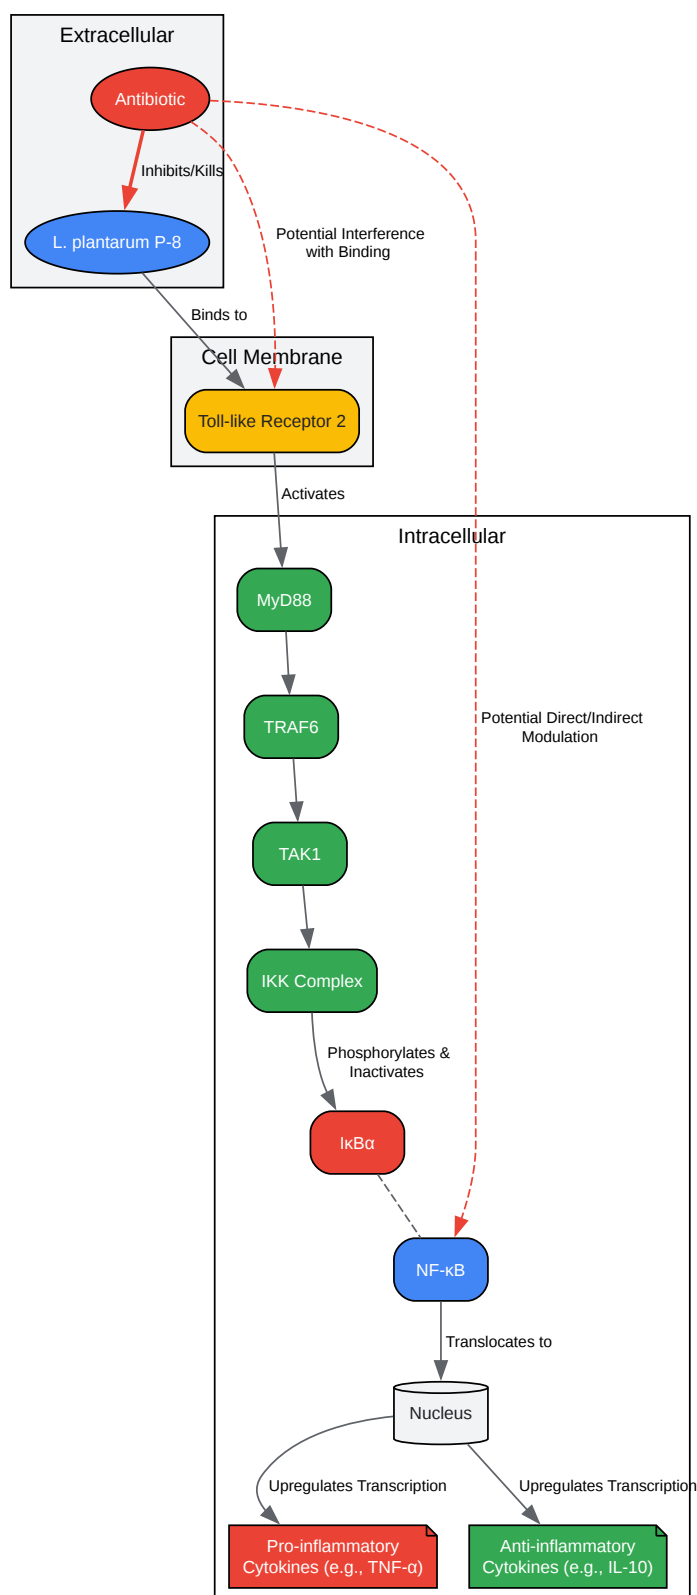 Extracellular
Antibiotic
Inhibits/Kills
L. plantarum P-8
Potential Interference
with Binding
Binds to
Cell Membrane
Toll-like Receptor 2
Activates
Intracellular
MyD88
TRAF6
Potential Direct/Indirect
Modulation
TAK1
IKK Complex
Phosphorylates &
Inactivates
IκBα
NF-κB
Translocates to
Nucleus
Upregulates Transcription
Upregulates Transcription
Pro-inflammatory
Cytokines (e.g., TNF-α)
Anti-inflammatory
Cytokines (e.g., IL-10)